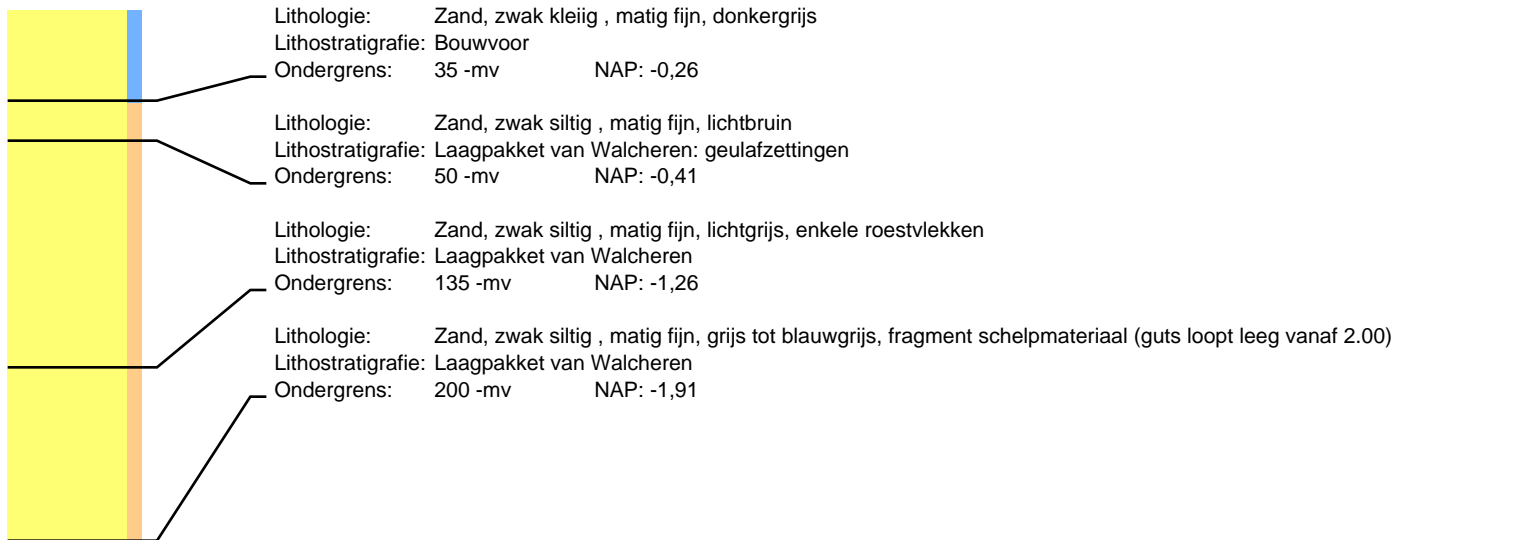 Lithologie: Zand, zwak kleiig , matig fijn, donkergrijs
Lithostratigrafie: Bouwvoor
Ondergrens: 35 -mv NAP: -0,26
Lithologie: Zand, zwak siltig , matig fijn, lichtbruin
Lithostratigrafie: Laagpakket van Walcheren: geulafzettingen
Ondergrens: 50 -mv NAP: -0,41
Lithologie: Zand, zwak siltig , matig fijn, lichtgrijs, enkele roestvlekken
Lithostratigrafie: Laagpakket van Walcheren
Ondergrens: 135 -mv NAP: -1,26
Lithologie: Zand, zwak siltig , matig fijn, grijs tot blauwgrijs, fragment schelpmateriaal (guts loopt leeg vanaf 2.00)
Lithostratigrafie: Laagpakket van Walcheren
Ondergrens: 200 -mv NAP: -1,91